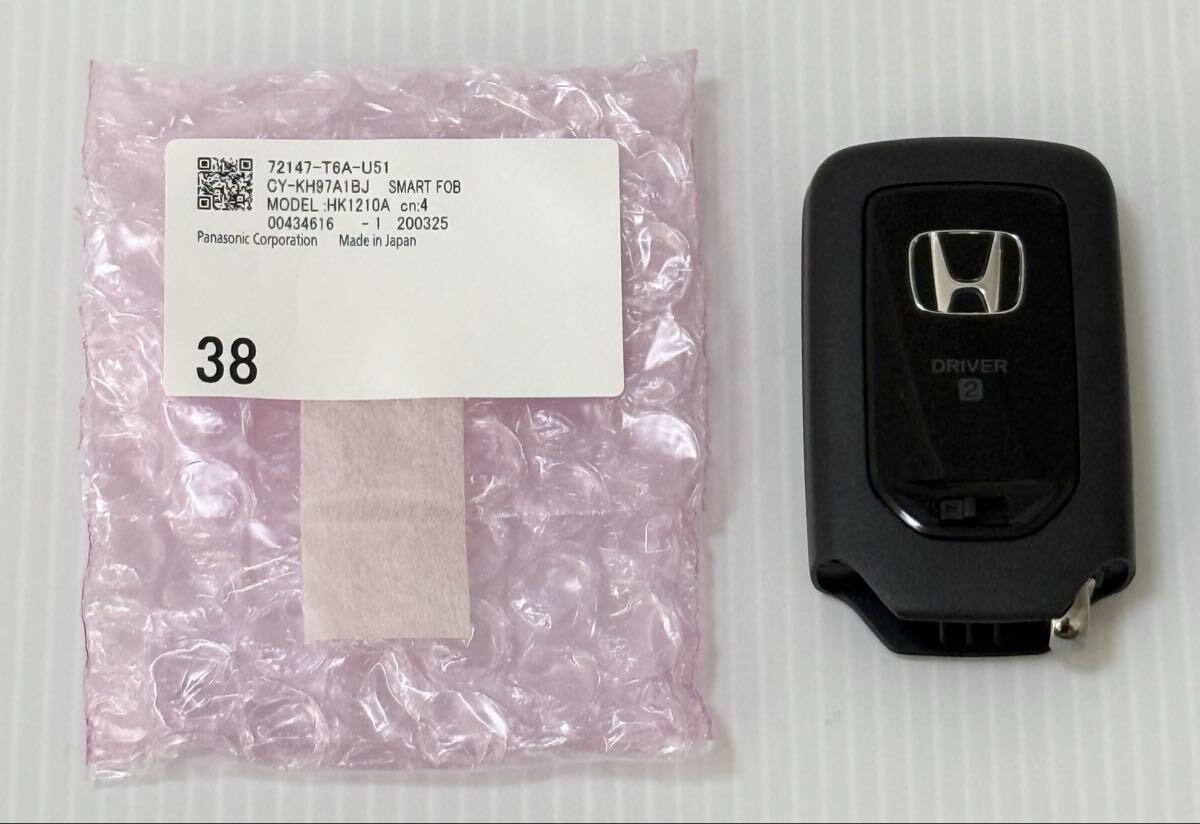 72147-T6A-U51
CY-KH97A1BJ SMART FOB
MODEL :HK1210A cn:4
00434616 -1 200325
Panasonic Corporation Made in Japan
38
DRIVER
2